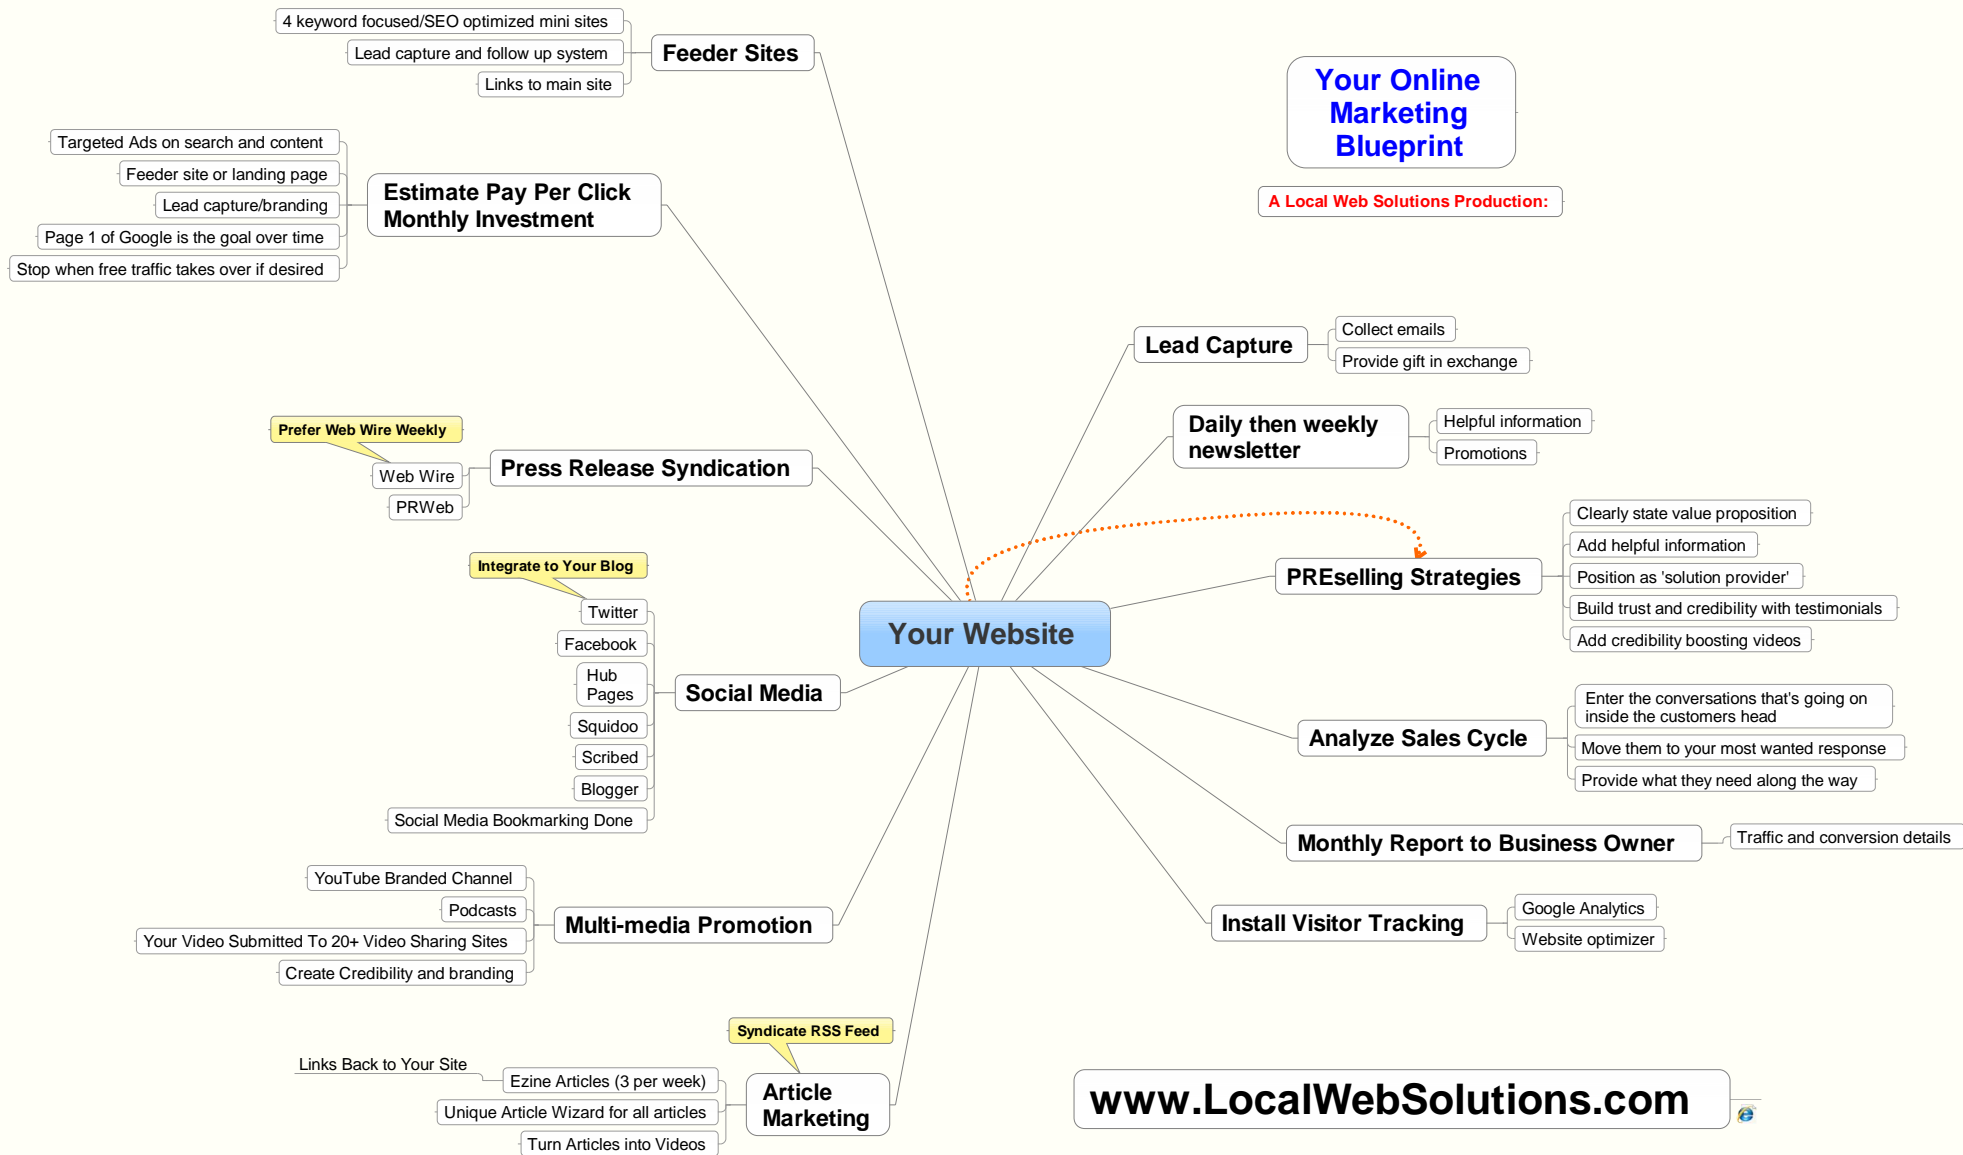 Your Online
Marketing
Blueprint
A Local Web Solutions Production:
Your Website
Feeder Sites
4 keyword focused/SEO optimized mini sites
Lead capture and follow up system
Links to main site
Estimate Pay Per Click
Monthly Investment
Targeted Ads on search and content
Feeder site or landing page
Lead capture/branding
Page 1 of Google is the goal over time
Stop when free traffic takes over if desired
Press Release Syndication
Prefer Web Wire Weekly
Web Wire
PRWeb
Social Media
Integrate to Your Blog
Twitter
Facebook
Hub
Pages
Squidoo
Scribed
Blogger
Social Media Bookmarking Done
Multi-media Promotion
YouTube Branded Channel
Podcasts
Your Video Submitted To 20+ Video Sharing Sites
Create Credibility and branding
Syndicate RSS Feed
Article
Marketing
Links Back to Your Site
Ezine Articles (3 per week)
Unique Article Wizard for all articles
Turn Articles into Videos
Lead Capture
Collect emails
Provide gift in exchange
Daily then weekly
newsletter
Helpful information
Promotions
PREselling Strategies
Clearly state value proposition
Add helpful information
Position as 'solution provider'
Build trust and credibility with testimonials
Add credibility boosting videos
Analyze Sales Cycle
Enter the conversations that's going on
inside the customers head
Move them to your most wanted response
Provide what they need along the way
Monthly Report to Business Owner
Traffic and conversion details
Install Visitor Tracking
Google Analytics
Website optimizer
www.LocalWebSolutions.com